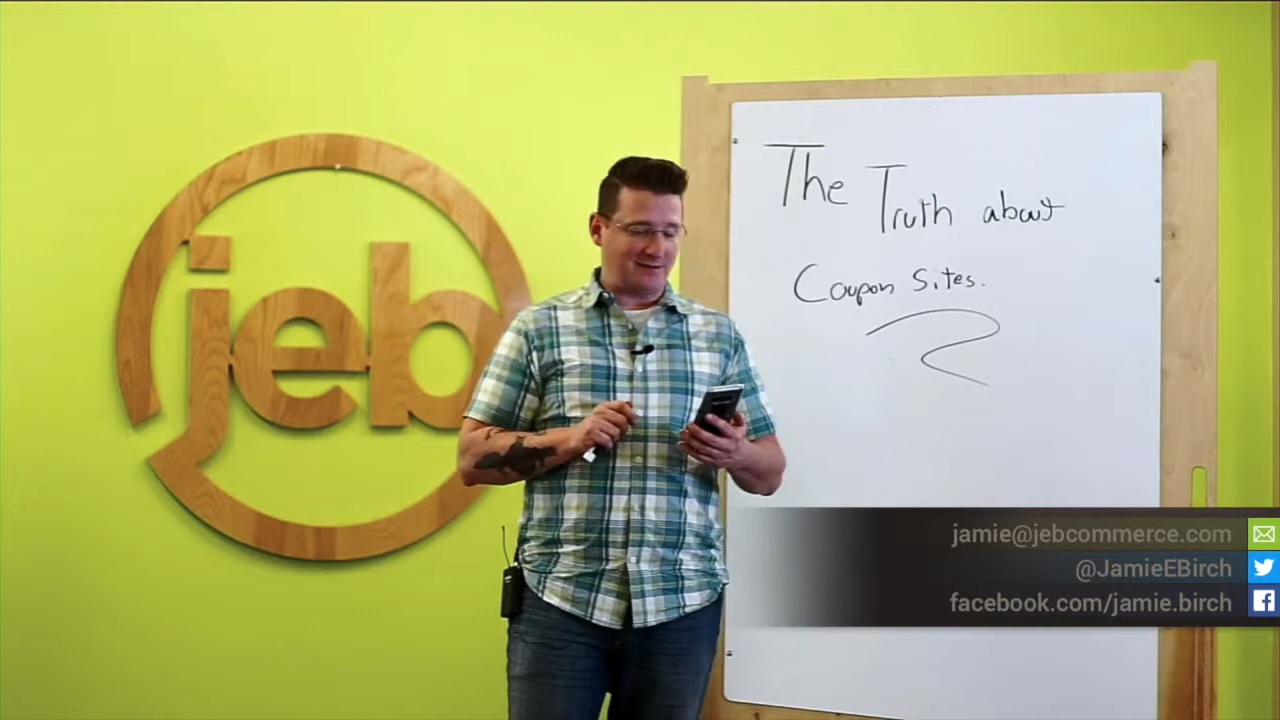 jeb
The Truth about
Coupon Sites.
jamie@jebcommerce.com
@JamieEBirch
facebook.com/jamie.birch